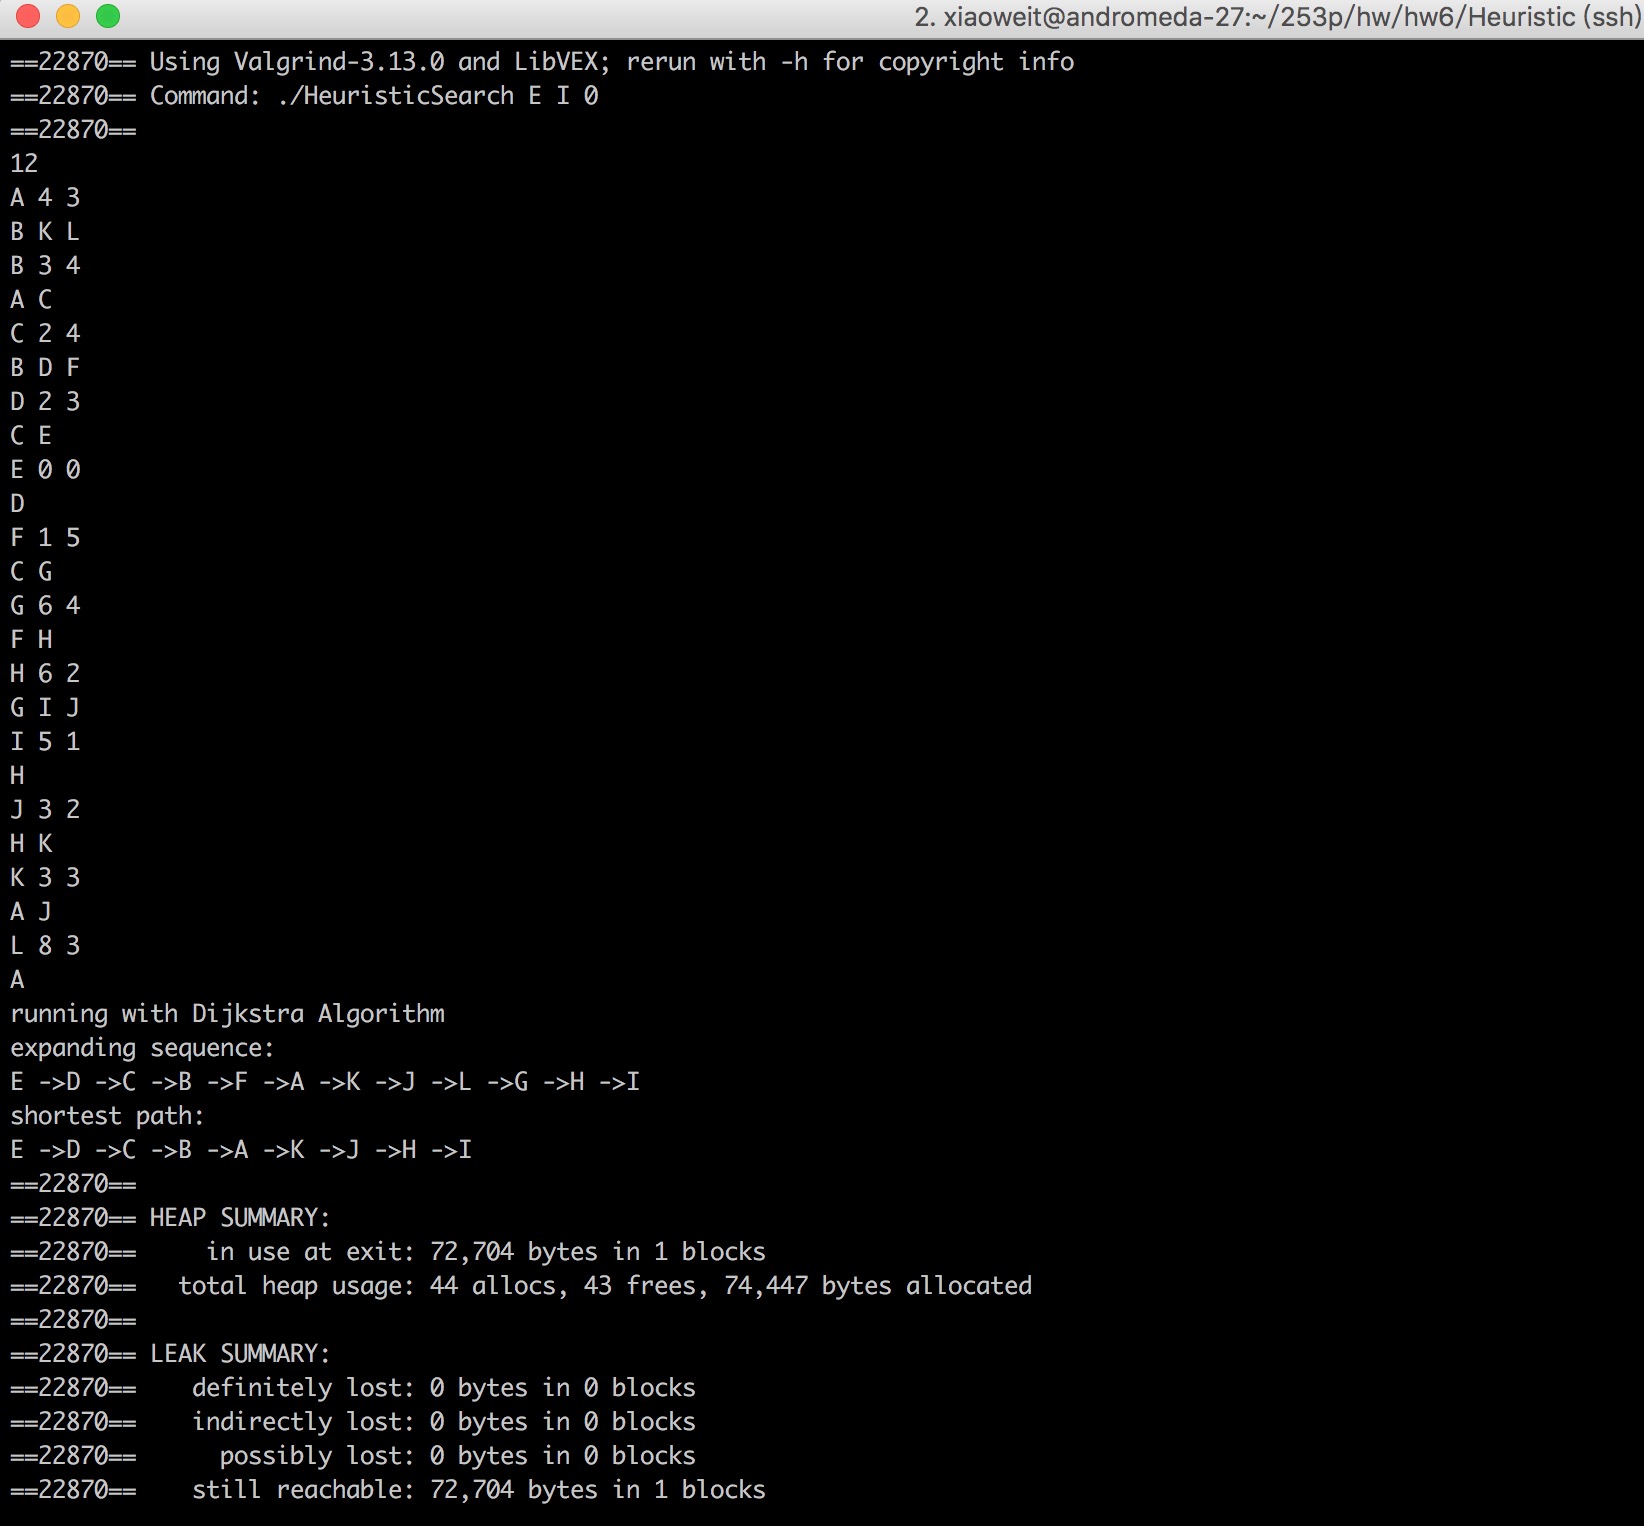 2. xiaoweit@andromeda-27:~/253p/hw/hw6/Heuristic (ssh)
==22870== Using Valgrind-3.13.0 and LibVEX; rerun with -h for copyright info
==22870== Command: ./HeuristicSearch E I 0
==22870==
12
A 4 3
B K L
B 3 4
A C
C 2 4
B D F
D 2 3
C E
E 0 0
D
F 1 5
C G
G 6 4
F H
H 6 2
G I J
I 5 1
H
J 3 2
H K
K 3 3
A J
L 8 3
A
running with Dijkstra Algorithm
expanding sequence:
E ->D ->C ->B ->F ->A ->K ->J ->L ->G ->H ->I
shortest path:
E ->D ->C ->B ->A ->K ->J ->H ->I
==22870==
==22870== HEAP SUMMARY:
==22870==     in use at exit: 72,704 bytes in 1 blocks
==22870==   total heap usage: 44 allocs, 43 frees, 74,447 bytes allocated
==22870==
==22870== LEAK SUMMARY:
==22870==    definitely lost: 0 bytes in 0 blocks
==22870==    indirectly lost: 0 bytes in 0 blocks
==22870==      possibly lost: 0 bytes in 0 blocks
==22870==    still reachable: 72,704 bytes in 1 blocks